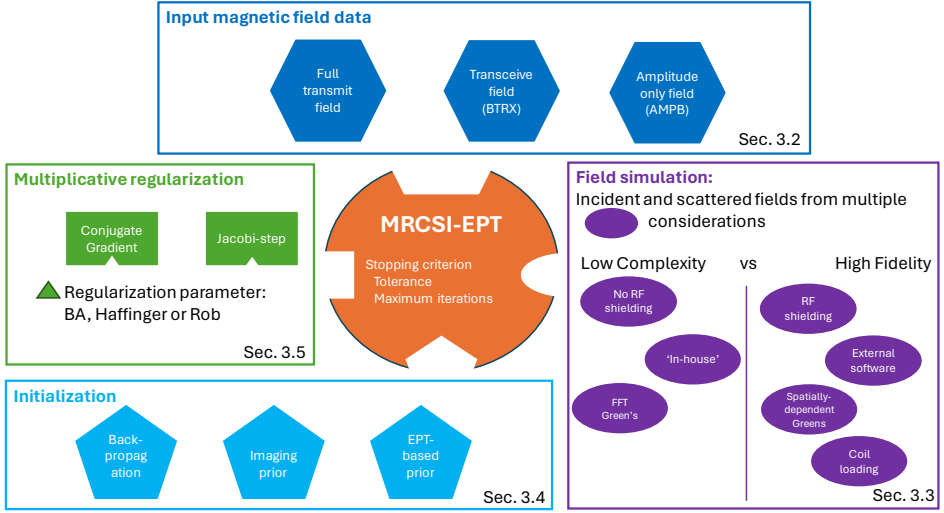 Input magnetic field data
Full
transmit
field
Transceive
field
(BTRX)
Amplitude
only field
(AMPB)
Sec. 3.2
Multiplicative regularization
Conjugate
Gradient
Jacobi-step
Regularization parameter:
BA, Haffinger or Rob
Sec. 3.5
MRCSI-EPT
Stopping criterion
Tolerance
Maximum iterations
Field simulation:
Incident and scattered fields from multiple
considerations
Low Complexity vs High Fidelity
No RF
shielding
'In-house'
FFT
Green's
RF
shielding
External
software
Spatially-
dependent
Greens
Coil
loading
Sec. 3.3
Initialization
Back-
propag
ation
Imaging
prior
EPT-
based
prior
Sec. 3.4